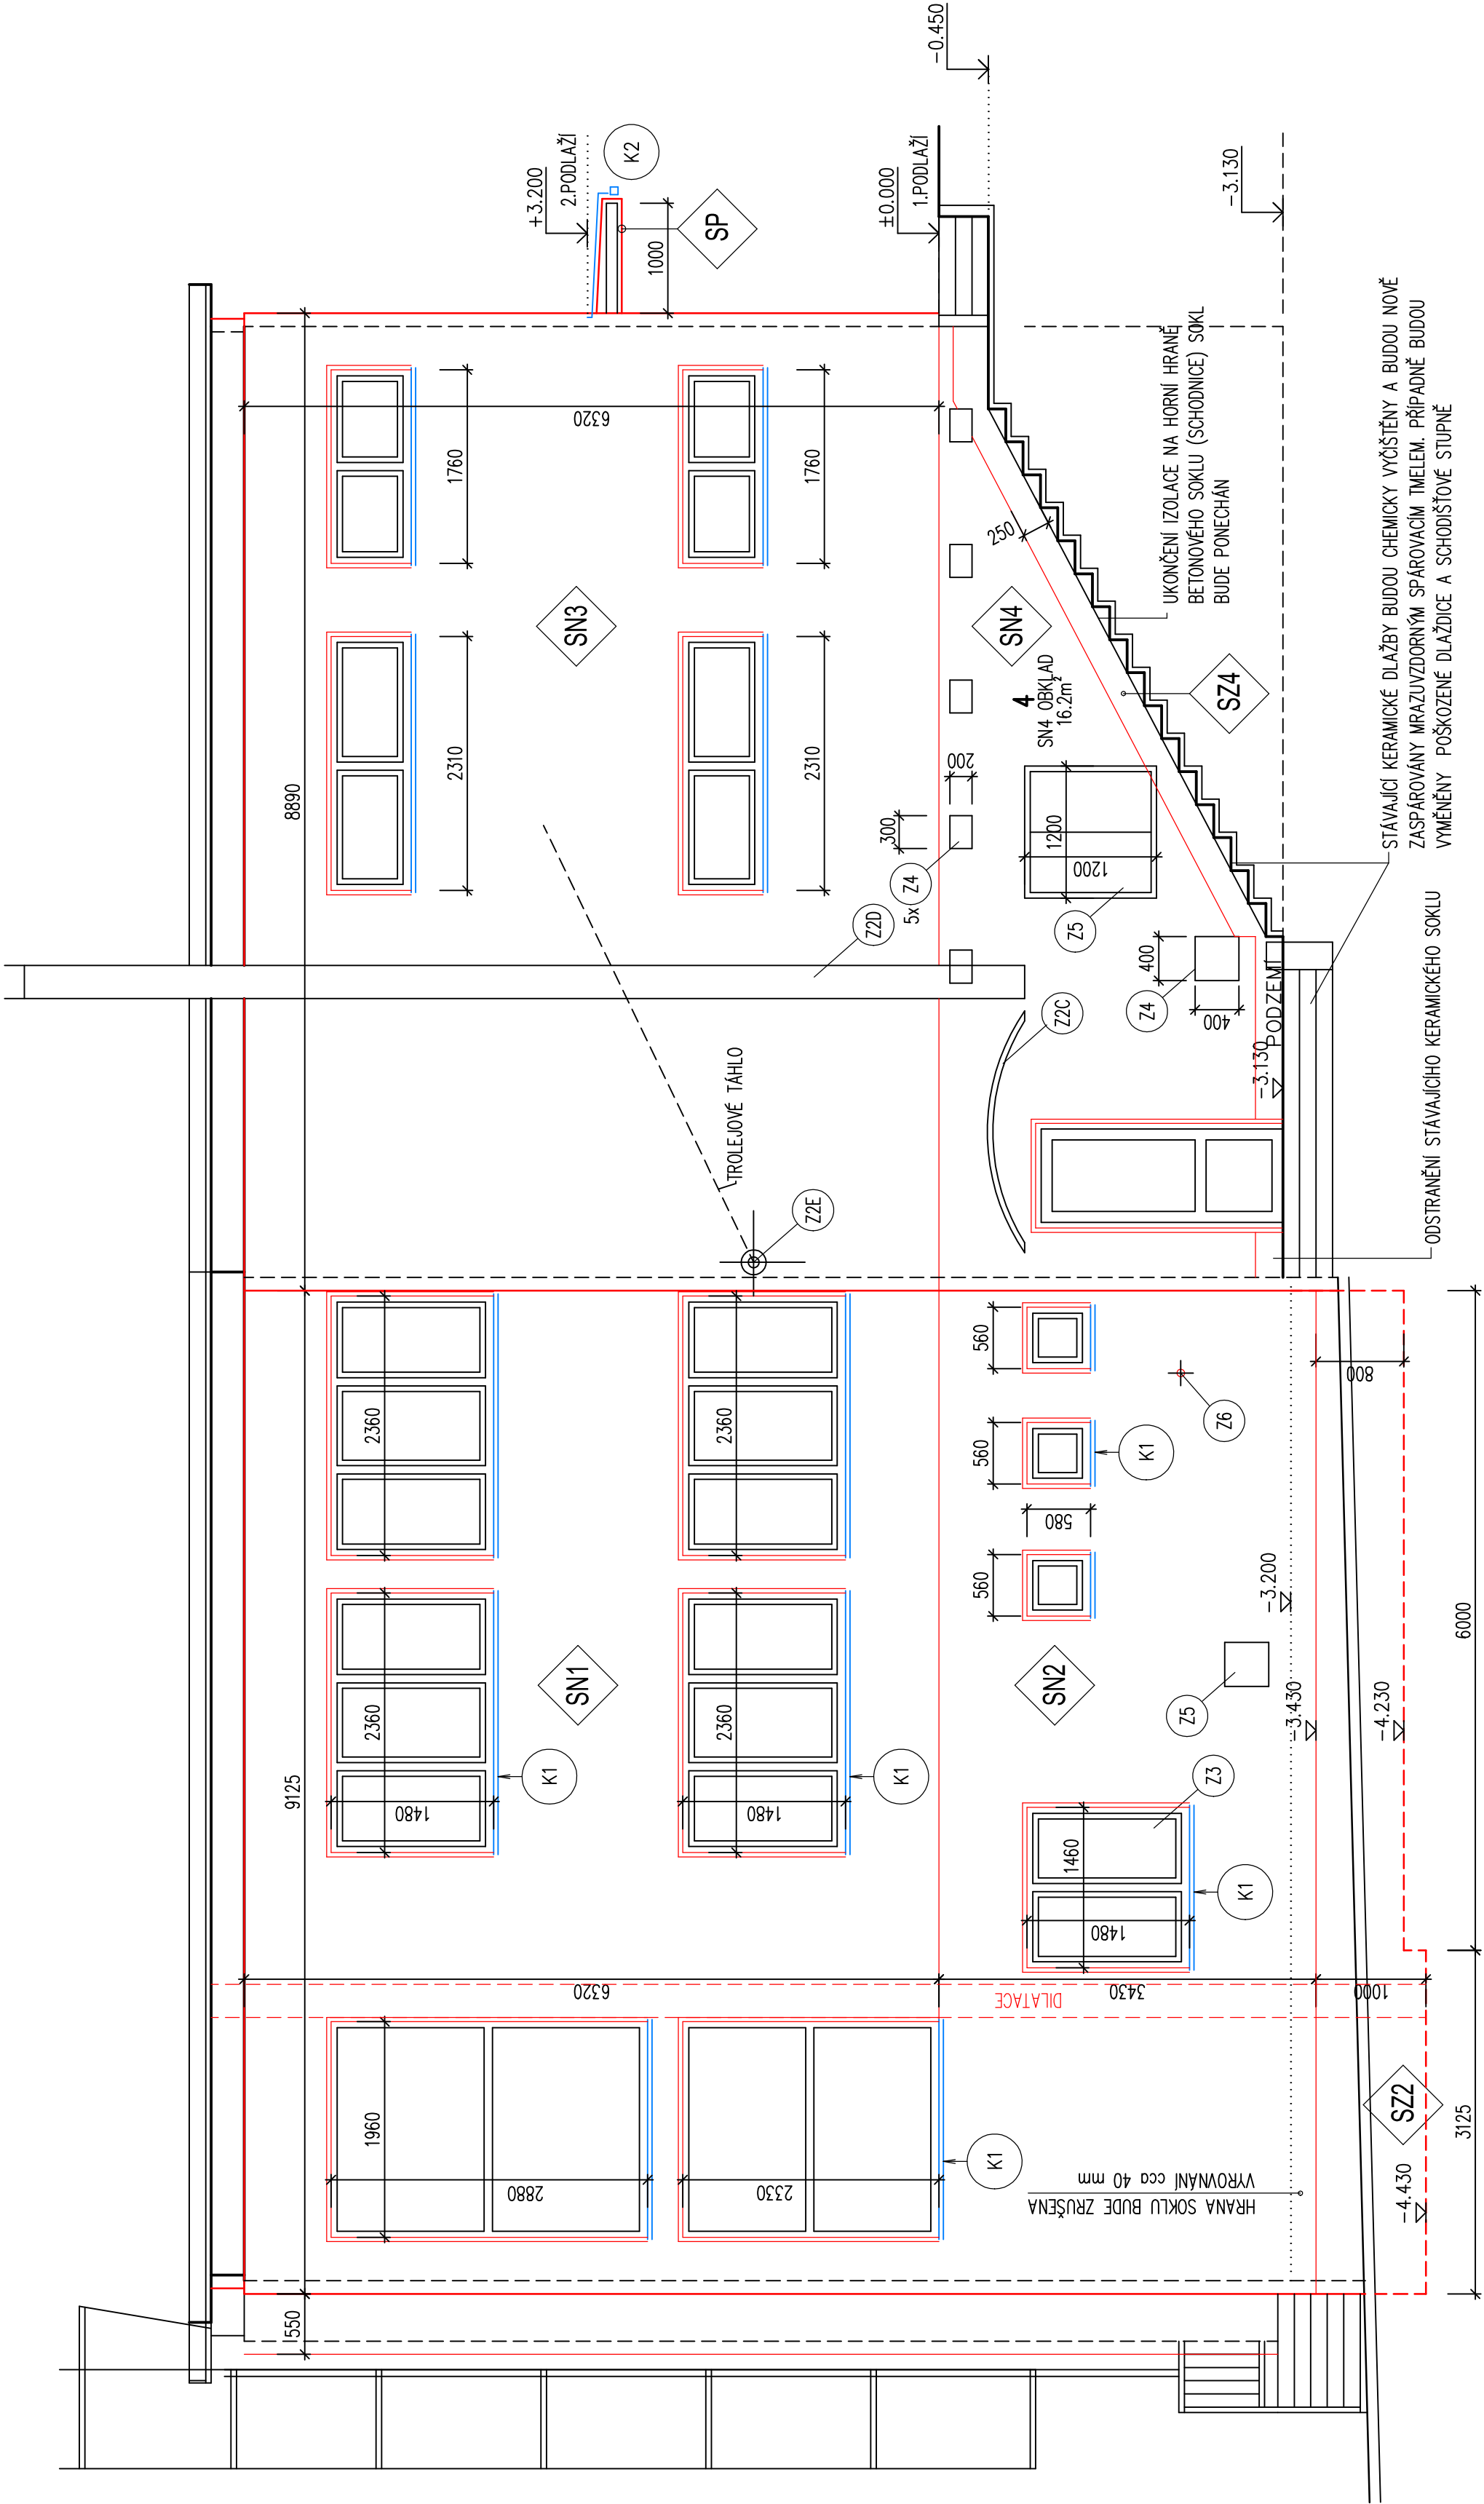 550
9125
8890
1960
2880
2360
1480
2360
2310
1760
6320
6320
SN1
SN3
K1
+3.200
2.PODLAŽÍ
K2
1000
SP
2330
2360
1480
2360
2310
1760
K1
K1
TROLEJOVÉ TÁHLO
Z2E
Z2D
5x
Z4
300
200
±0.000
1.PODLAŽÍ
-0.450
DILATACE
3430
1460
1480
Z3
K1
SN2
560
580
560
560
K1
Z5
Z6
Z2C
Z4
400
400
Z5
1200
1200
4
SN4 OBKLAD
16.2m²
SN4
250
SZ4
-3.130
PODZEMÍ
-3.130
UKONČENÍ IZOLACE NA HORNÍ HRANĚ
BETONOVÉHO SOKLU (SCHODNICE) SOKL
BUDE PONECHÁN
HRANA SOKLU BUDE ZRUŠENA
VYROVNÁNÍ cca 40 mm
-3.200
-3.430
-4.230
-4.430
800
1000
SZ2
STÁVAJÍCÍ KERAMICKÉ DLAŽBY BUDOU CHEMICKY VYČIŠTĚNY A BUDOU NOVĚ
ZASPÁROVÁNY MRAZUVZDORNÝM SPÁROVACÍM TMELEM. PŘÍPADNĚ BUDOU
VYMĚNĚNY POŠKOZENÉ DLAŽDICE A SCHODIŠŤOVÉ STUPNĚ
ODSTRANĚNÍ STÁVAJÍCÍHO KERAMICKÉHO SOKLU
3125
6000